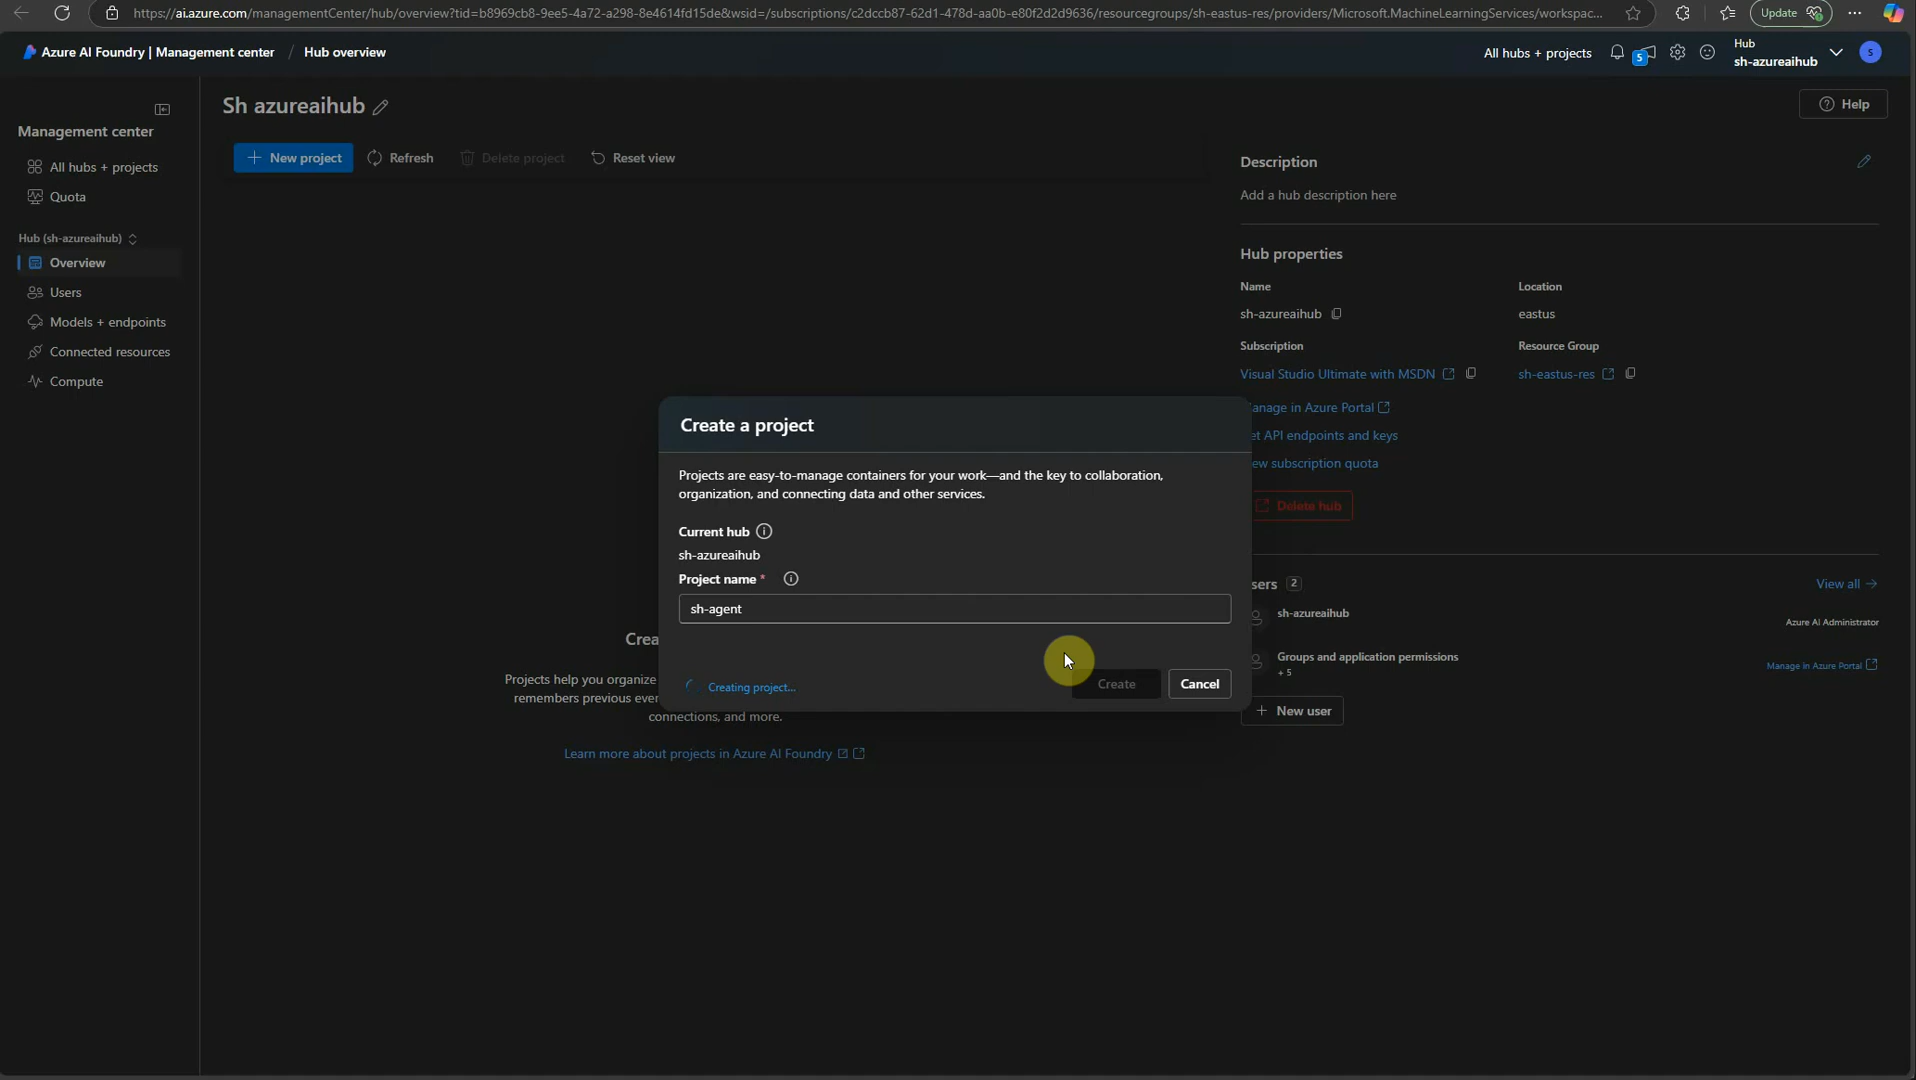 https://ai.azure.com/managementCenter/hub/overview?tid=b8969cb8-9ee5-4a72-a298-8e4614fd15de&wsid=/subscriptions/c2dccb87-62d1-478d-aa0b-e80f2d2d9636/resourcegroups/sh-eastus-res/providers/Microsoft.MachineLearningServices/workspac...
Update
Azure AI Foundry | Management center / Hub overview
All hubs + projects
5
Hub
sh-azureaihub
S
Management center
All hubs + projects
Quota
Hub (sh-azureaihub)
Overview
Users
Models + endpoints
Connected resources
Compute
Sh azureaihub
Help
+ New project
Refresh
Delete project
Reset view
Description
Add a hub description here
Hub properties
Name
sh-azureaihub
Location
eastus
Subscription
Visual Studio Ultimate with MSDN
Resource Group
sh-eastus-res
anage in Azure Portal
et API endpoints and keys
ew subscription quota
Delete hub
sers 2
View all
sh-azureaihub
Azure AI Administrator
Groups and application permissions
+ 5
Manage in Azure Portal
+ New user
Create a project
Projects are easy-to-manage containers for your work—and the key to collaboration,
organization, and connecting data and other services.
Current hub
sh-azureaihub
Project name *
sh-agent
Creating project...
Create
Cancel
Crea
Projects help you organize
remembers previous eve
connections, and more.
Learn more about projects in Azure AI Foundry